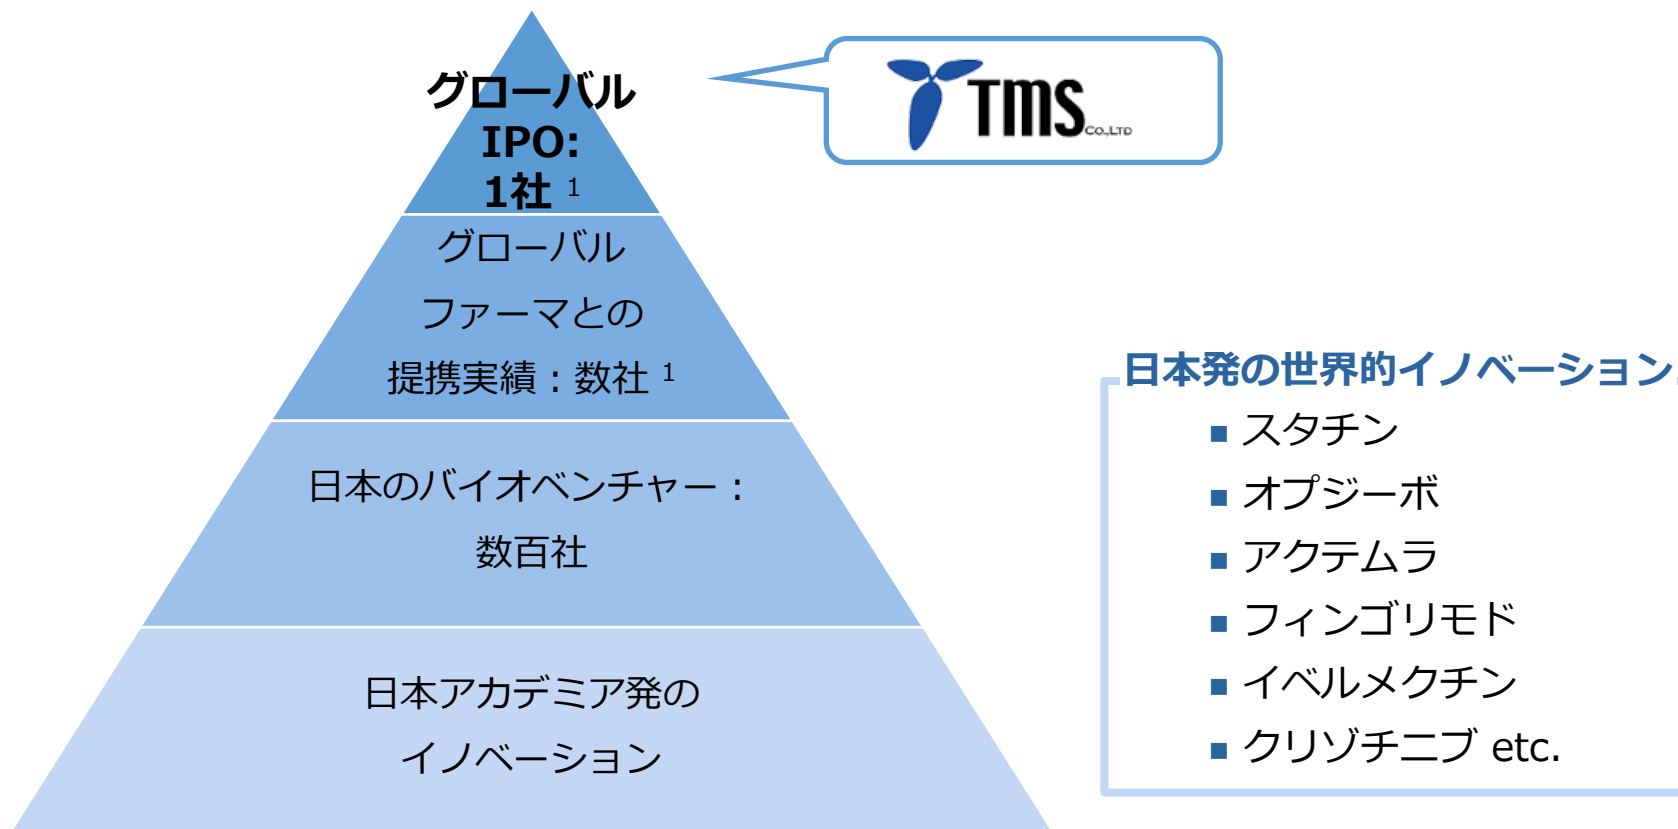 グローバル
IPO:
1社 1
TMS CO.,LTD
グローバル
ファーマとの
提携実績：数社 1
日本のバイオベンチャー：
数百社
日本アカデミア発の
イノベーション
日本発の世界的イノベーション
■ スタチン
■ オプジーボ
■ アクテムラ
■ フィンゴリモド
■ イベルメクチン
■ クリゾチニブ etc.